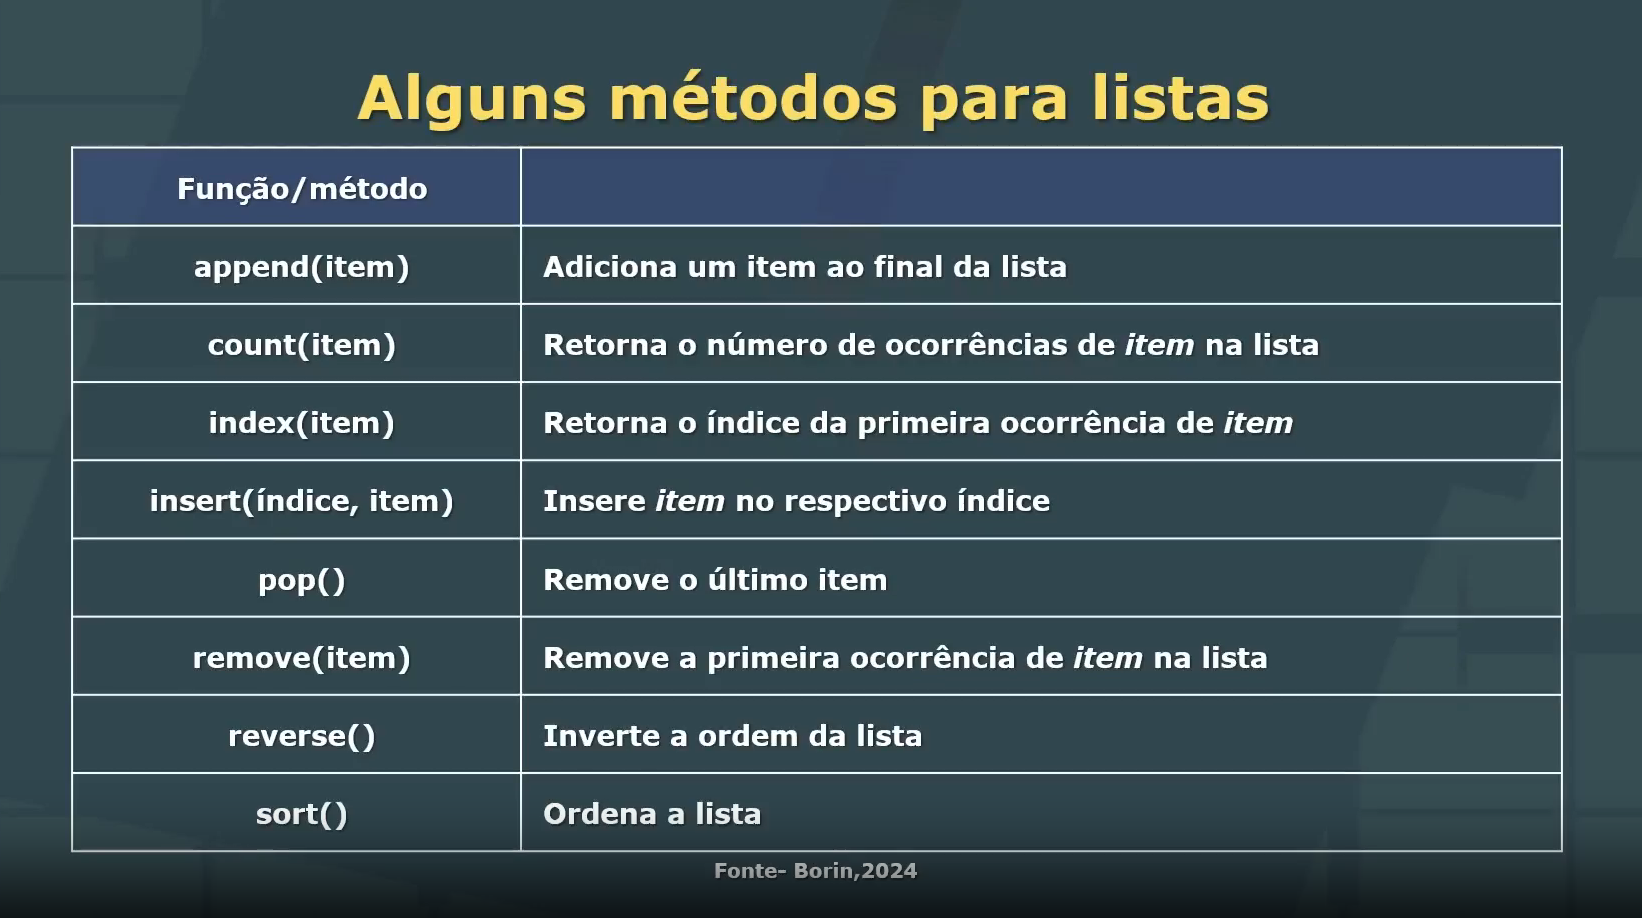 Alguns métodos para listas
Função/método
append(item) Adiciona um item ao final da lista
count(item) Retorna o número de ocorrências de item na lista
index(item) Retorna o índice da primeira ocorrência de item
insert(índice, item) Insere item no respectivo índice
pop() Remove o último item
remove(item) Remove a primeira ocorrência de item na lista
reverse() Inverte a ordem da lista
sort() Ordena a lista
Fonte- Borin,2024